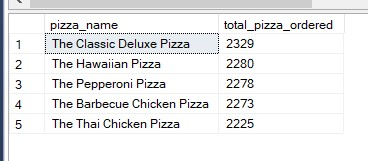 pizza_name total_pizza_ordered
1 The Classic Deluxe Pizza 2329
2 The Hawaiian Pizza 2280
3 The Pepperoni Pizza 2278
4 The Barbecue Chicken Pizza 2273
5 The Thai Chicken Pizza 2225